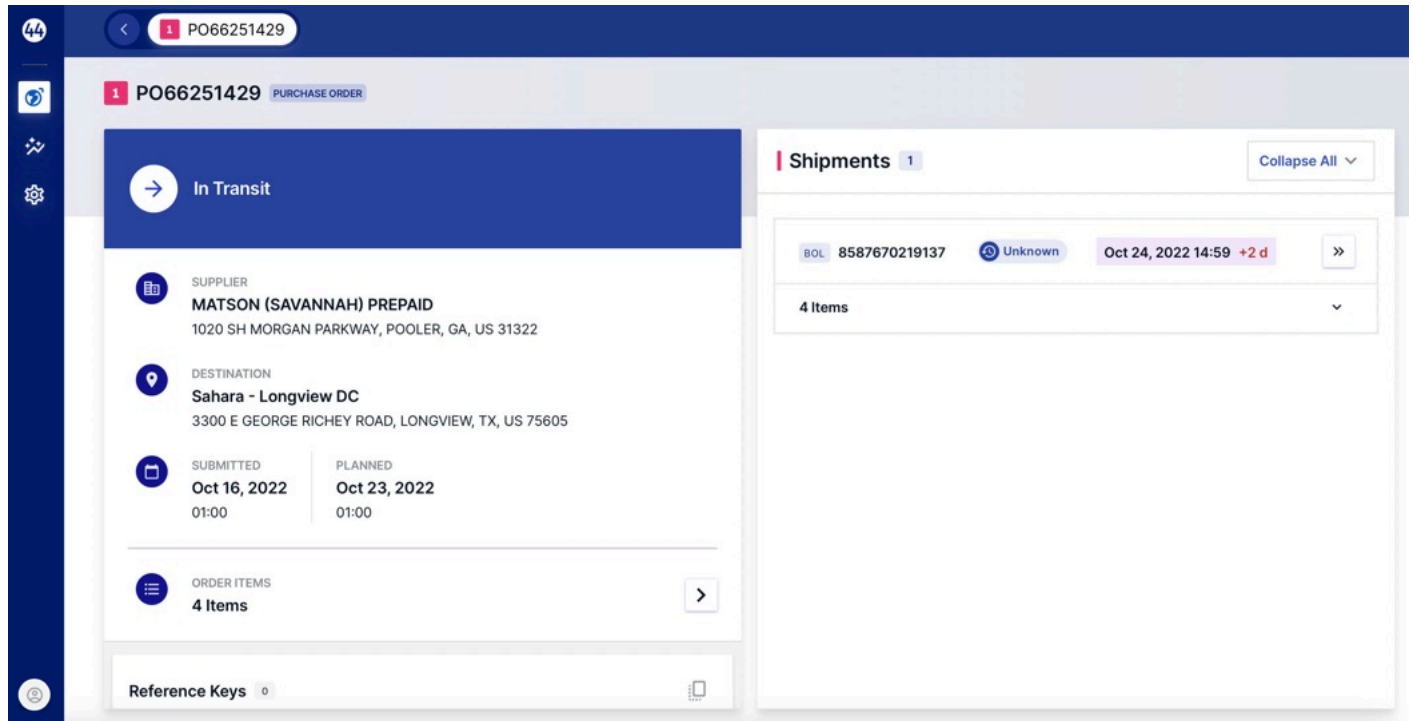 44
1 PO66251429
1 PO66251429 PURCHASE ORDER
In Transit
SUPPLIER
MATSON (SAVANNAH) PREPAID
1020 SH MORGAN PARKWAY, POOLER, GA, US 31322
DESTINATION
Sahara - Longview DC
3300 E GEORGE RICHEY ROAD, LONGVIEW, TX, US 75605
SUBMITTED
Oct 16, 2022
01:00
PLANNED
Oct 23, 2022
01:00
ORDER ITEMS
4 Items
Reference Keys 0
Shipments 1
Collapse All
BOL 8587670219137 Unknown Oct 24, 2022 14:59 +2 d
4 Items